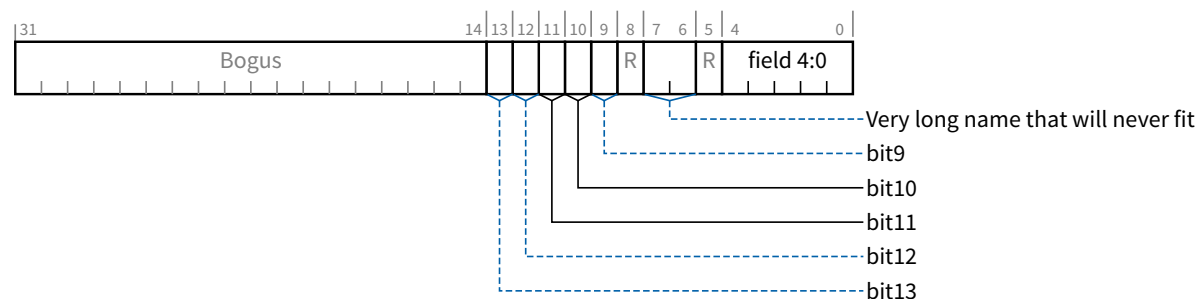 31 14 13 12 11 10 9 8 7 6 5 4 0
Bogus R R field 4:0
Very long name that will never fit
bit9
bit10
bit11
bit12
bit13